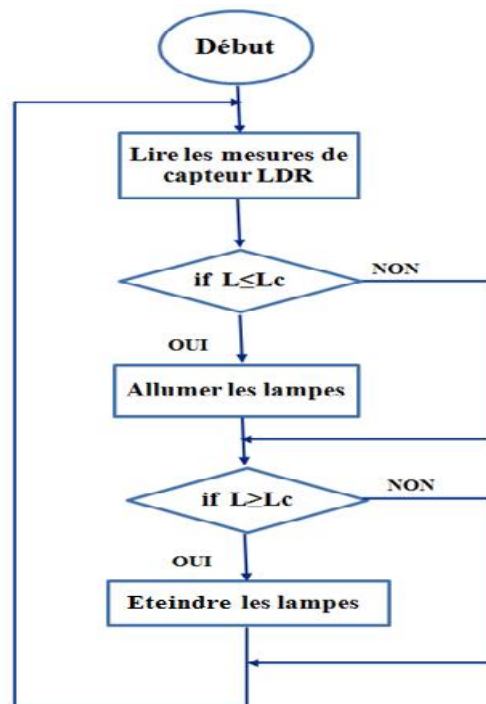 Début
Lire les mesures de
capteur LDR
if L≤Lc
NON
OUI
Allumer les lampes
if L≥Lc
NON
OUI
Eteindre les lampes